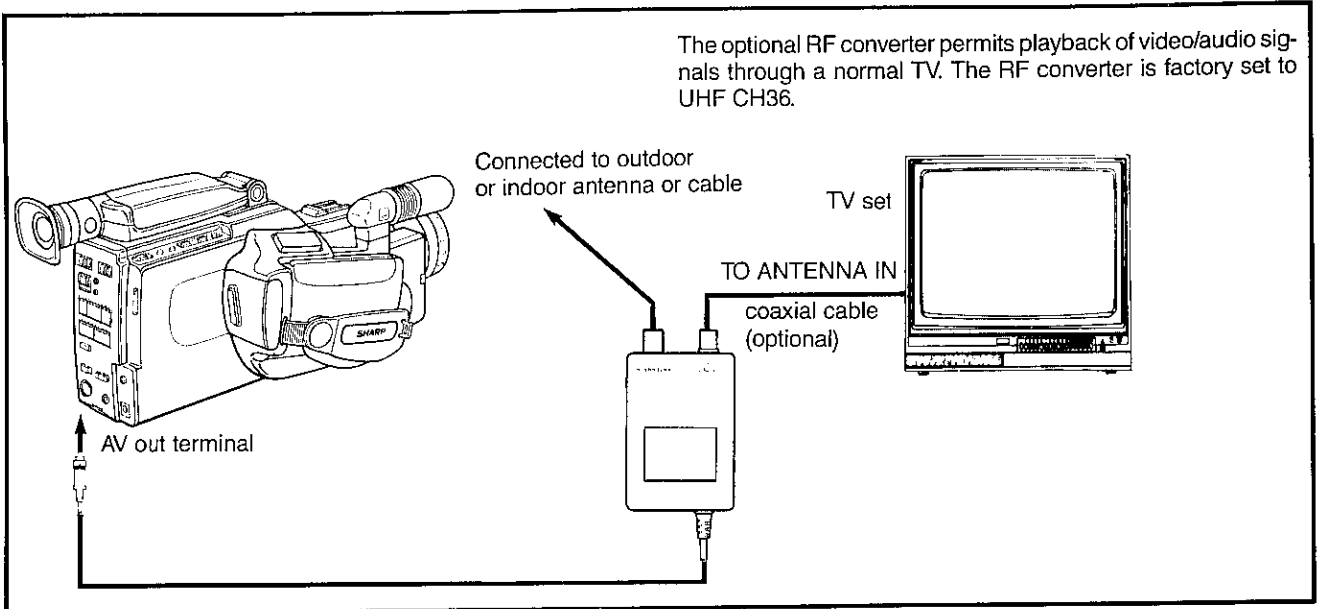 The optional RF converter permits playback of video/audio sig-
nals through a normal TV. The RF converter is factory set to
UHF CH36.
Connected to outdoor
or indoor antenna or cable
TV set
TO ANTENNA IN
coaxial cable
(optional)
SHARP
AV out terminal